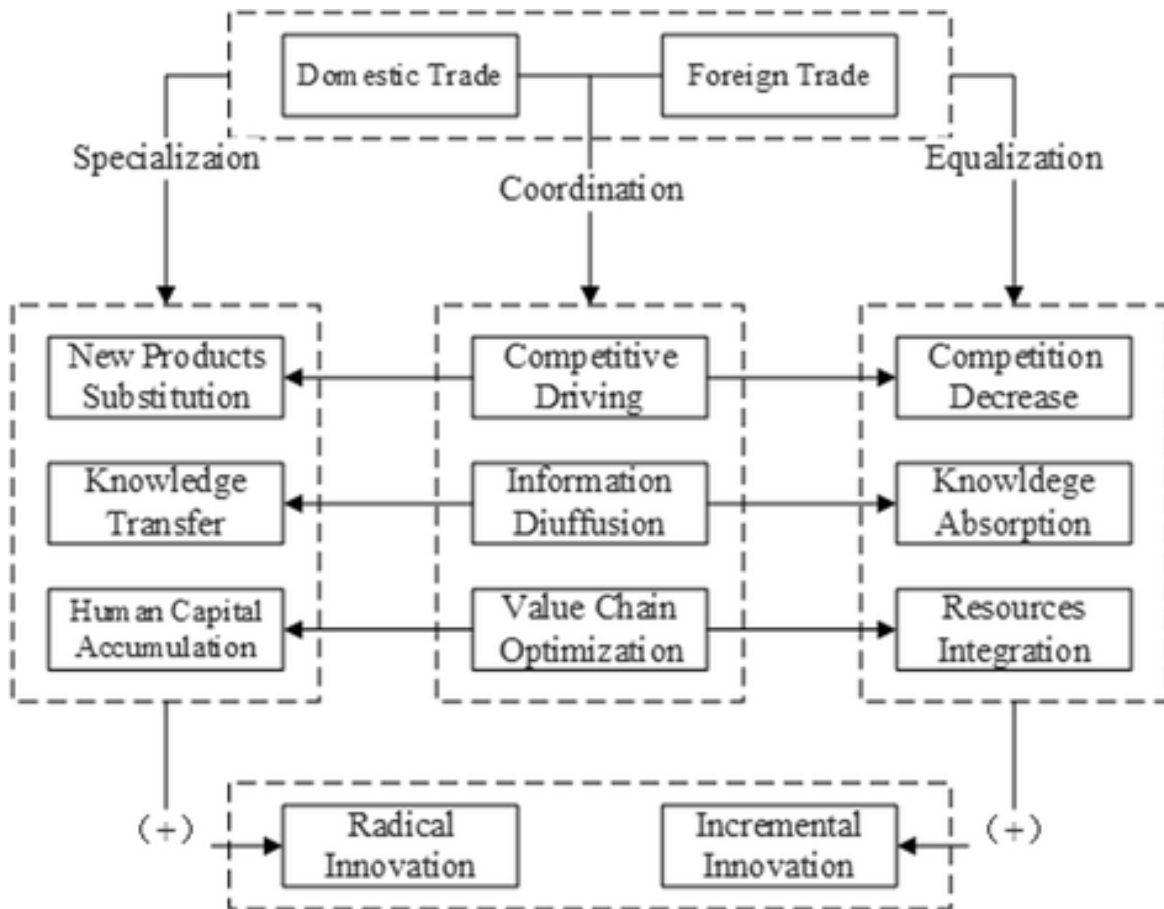 Domestic Trade
Foreign Trade
Specializaion
Coordination
Equalization
New Products
Substitution
Competitive
Driving
Competition
Decrease
Knowledge
Transfer
Information
Diuffusion
Knowldege
Absorption
Human Capital
Accumulation
Value Chain
Optimization
Resources
Integration
(+)
Radical
Innovation
Incremental
Innovation
(+)